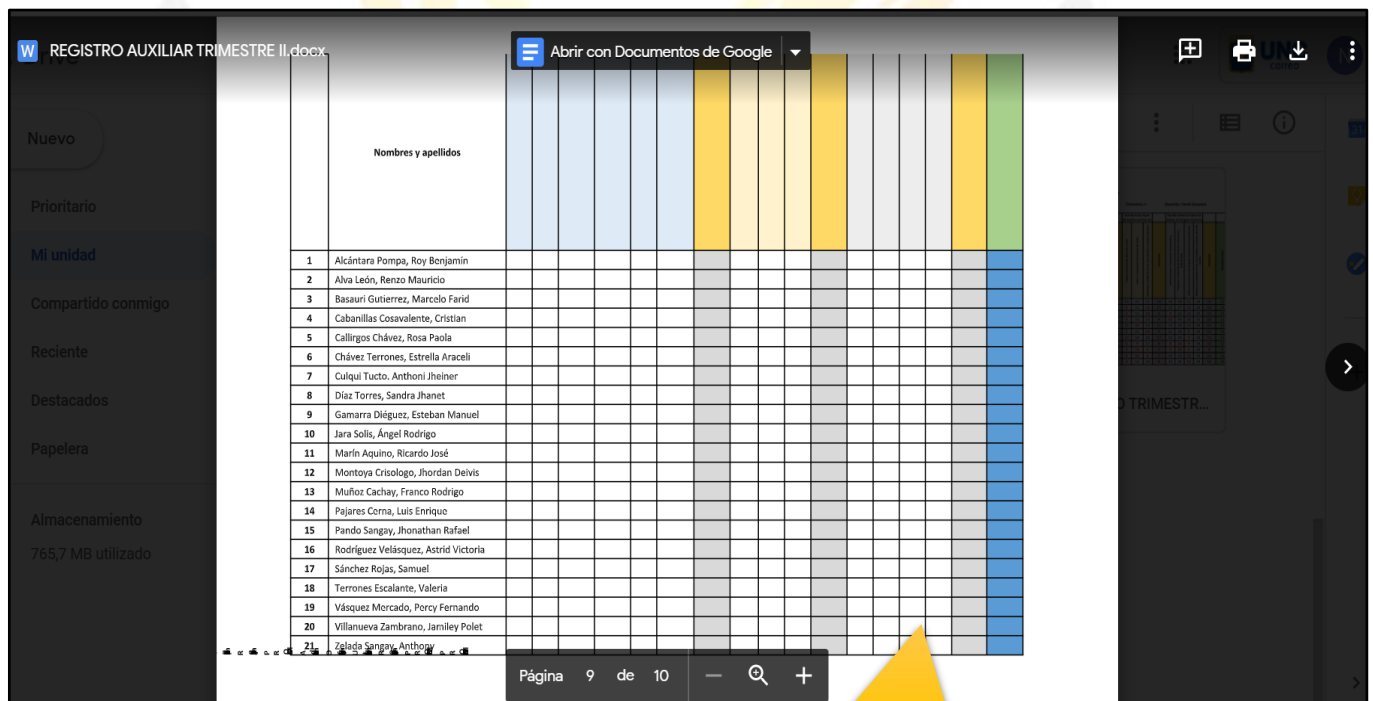 REGISTRO AUXILIAR TRIMESTRE II.docx
Abrir con Documentos de Google
Nuevo
Prioritario
Mi unidad
Compartido conmigo
Reciente
Destacados
Papelera
Almacenamiento
765,7 MB utilizado
Nombres y apellidos
1 Alcántara Pompa, Roy Benjamín
2 Alva León, Renzo Mauricio
3 Basauri Gutierrez, Marcelo Farid
4 Cabanillas Cosavalente, Cristian
5 Callirgos Chávez, Rosa Paola
6 Chávez Terrones, Estrella Araceli
7 Culqui Tucto. Anthoni Jheiner
8 Díaz Torres, Sandra Jhanet
9 Gamarra Diéguez, Esteban Manuel
10 Jara Solis, Ángel Rodrigo
11 Marín Aquino, Ricardo José
12 Montoya Crisologo, Jhordan Deivis
13 Muñoz Cachay, Franco Rodrigo
14 Pajares Cerna, Luis Enrique
15 Pando Sangay, Jhonathan Rafael
16 Rodríguez Velásquez, Astrid Victoria
17 Sánchez Rojas, Samuel
18 Terrones Escalante, Valeria
19 Vásquez Mercado, Percy Fernando
20 Villanueva Zambrano, Jamiley Polet
21 Zelada Sangay, Anthony
O TRIMESTR...
Página 9 de 10